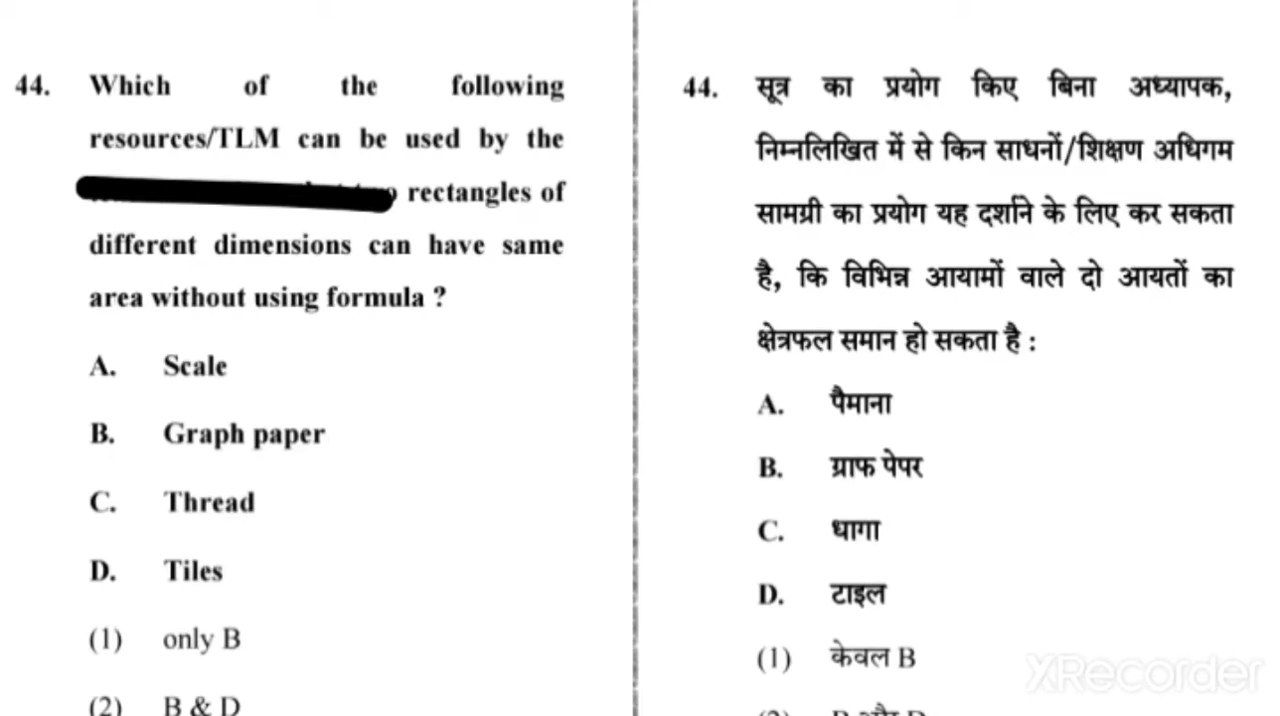 44. Which of the following
resources/TLM can be used by the
rectangles of
different dimensions can have same
area without using formula ?
A. Scale
B. Graph paper
C. Thread
D. Tiles
(1) only B
(2) B & D
44. सूत्र का प्रयोग किए बिना अध्यापक,
निम्नलिखित में से किन साधनों/शिक्षण अधिगम
सामग्री का प्रयोग यह दर्शाने के लिए कर सकता
है, कि विभिन्न आयामों वाले दो आयतों का
क्षेत्रफल समान हो सकता है :
A. पैमाना
B. ग्राफ पेपर
C. धागा
D. टाइल
(1) केवल B
XRecorder